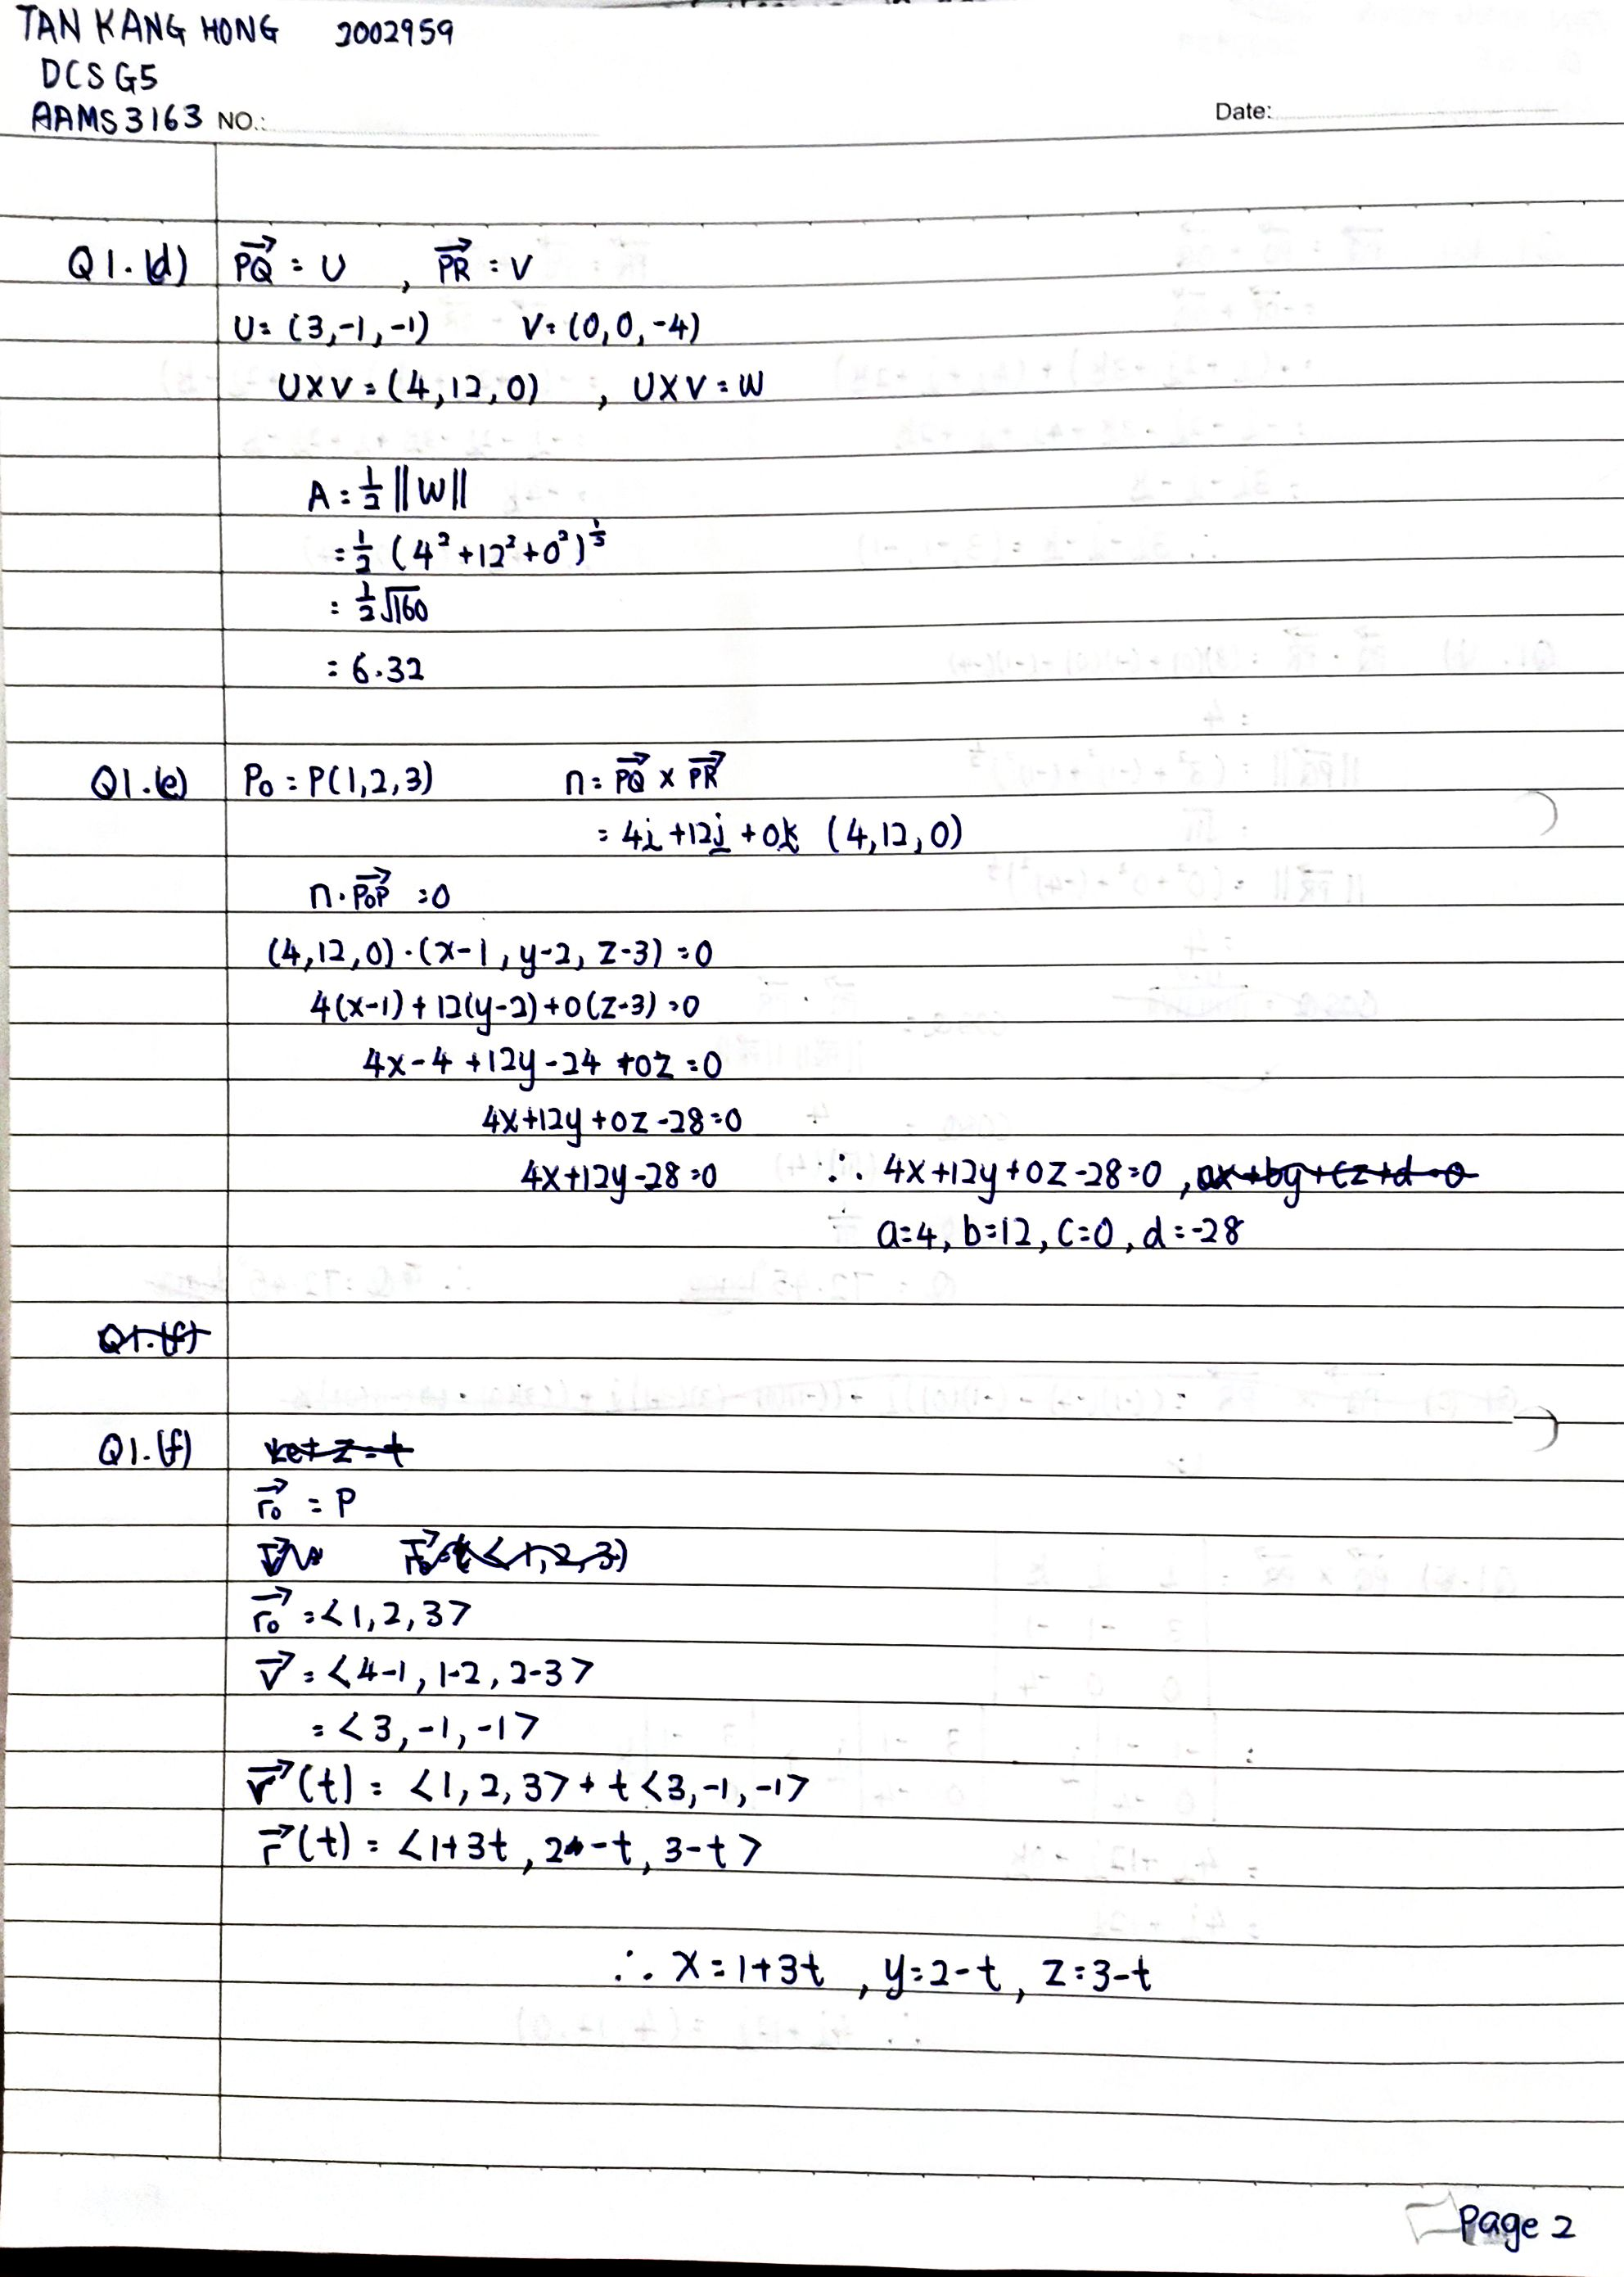 TAN KANG HONG 2002959
DCS G5
AAMS3163 NO.: Date:
Q1.(d) PQ⃗ = U , PR⃗ = V
U = (3,-1,-1) V = (0,0,-4)
U×V = (4,12,0) , U×V = W
A = 1/2 ||W||
= 1/2 (4² + 12² + 0²)^1/2
= 1/2 √160
= 6.32
Q1.(e) P₀ = P(1,2,3) n = PQ⃗ × PR⃗
= 4i + 12j + 0k (4,12,0)
n · P₀P⃗ = 0
(4,12,0)·(x-1, y-2, z-3) = 0
4(x-1) + 12(y-2) + 0(z-3) = 0
4x - 4 + 12y - 24 + 0z = 0
4x + 12y + 0z - 28 = 0
4x + 12y - 28 = 0 ∴ 4x + 12y + 0z - 28 = 0 , ax+by+cz+d=0
a=4, b=12, c=0, d=-28
Q1.(f)
Q1.(f) Let z = t
r₀⃗ = P
r₀⃗ = <1,2,3>
v⃗ = <4-1, 1-2, 2-3>
= <3,-1,-1>
r⃗(t) = <1,2,3> + t<3,-1,-1>
r⃗(t) = <1+3t, 2-t, 3-t>
∴ x = 1+3t , y = 2-t , z = 3-t
Page 2